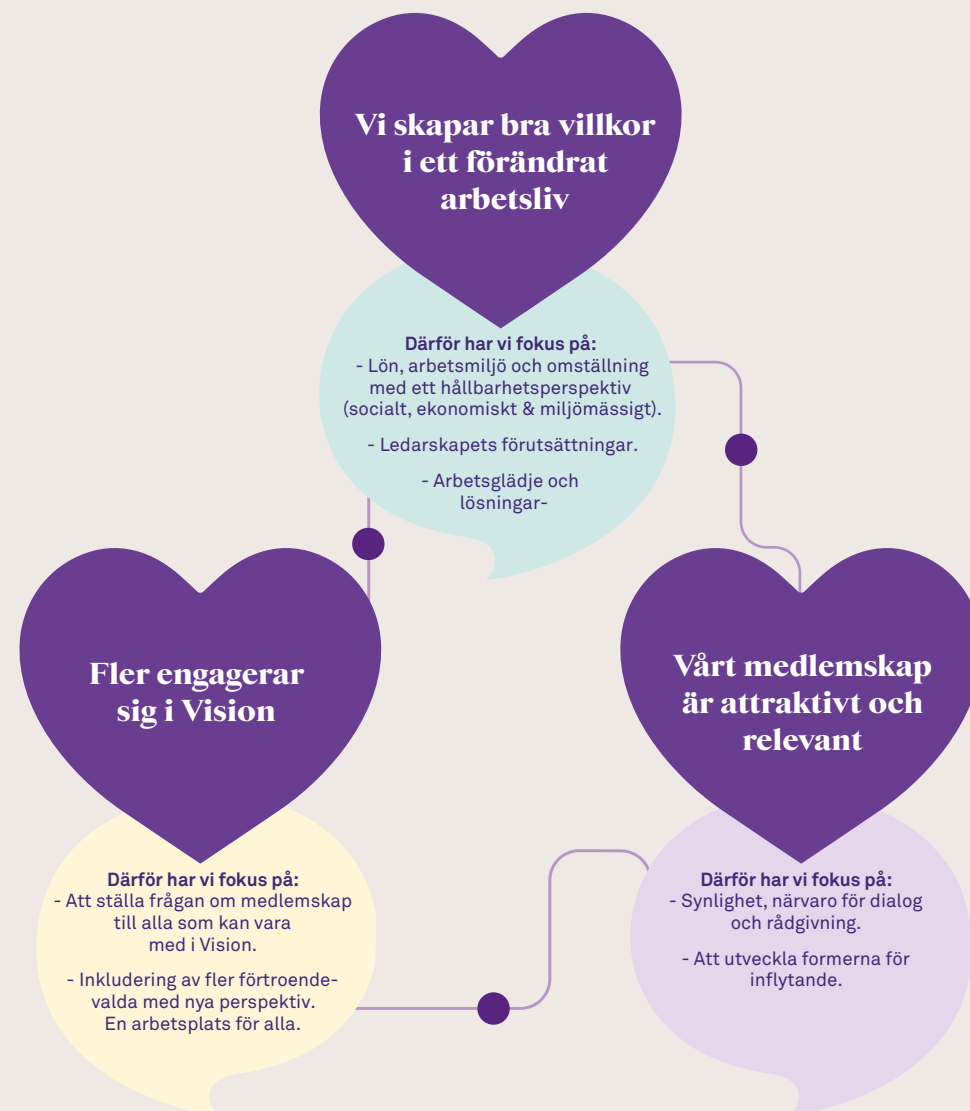 Vi skapar bra villkor
i ett förändrat
arbetsliv
Därför har vi fokus på:
- Lön, arbetsmiljö och omställning
med ett hållbarhetsperspektiv
(socialt, ekonomiskt & miljömässigt).
- Ledarskapets förutsättningar.
- Arbetsglädje och
lösningar-
Fler engagerar
sig i Vision
Därför har vi fokus på:
- Att ställa frågan om medlemskap
till alla som kan vara
med i Vision.
- Inkludering av fler förtroende-
valda med nya perspektiv.
En arbetsplats för alla.
Vårt medlemskap
är attraktivt och
relevant
Därför har vi fokus på:
- Synlighet, närvaro för dialog
och rådgivning.
- Att utveckla formerna för
inflytande.